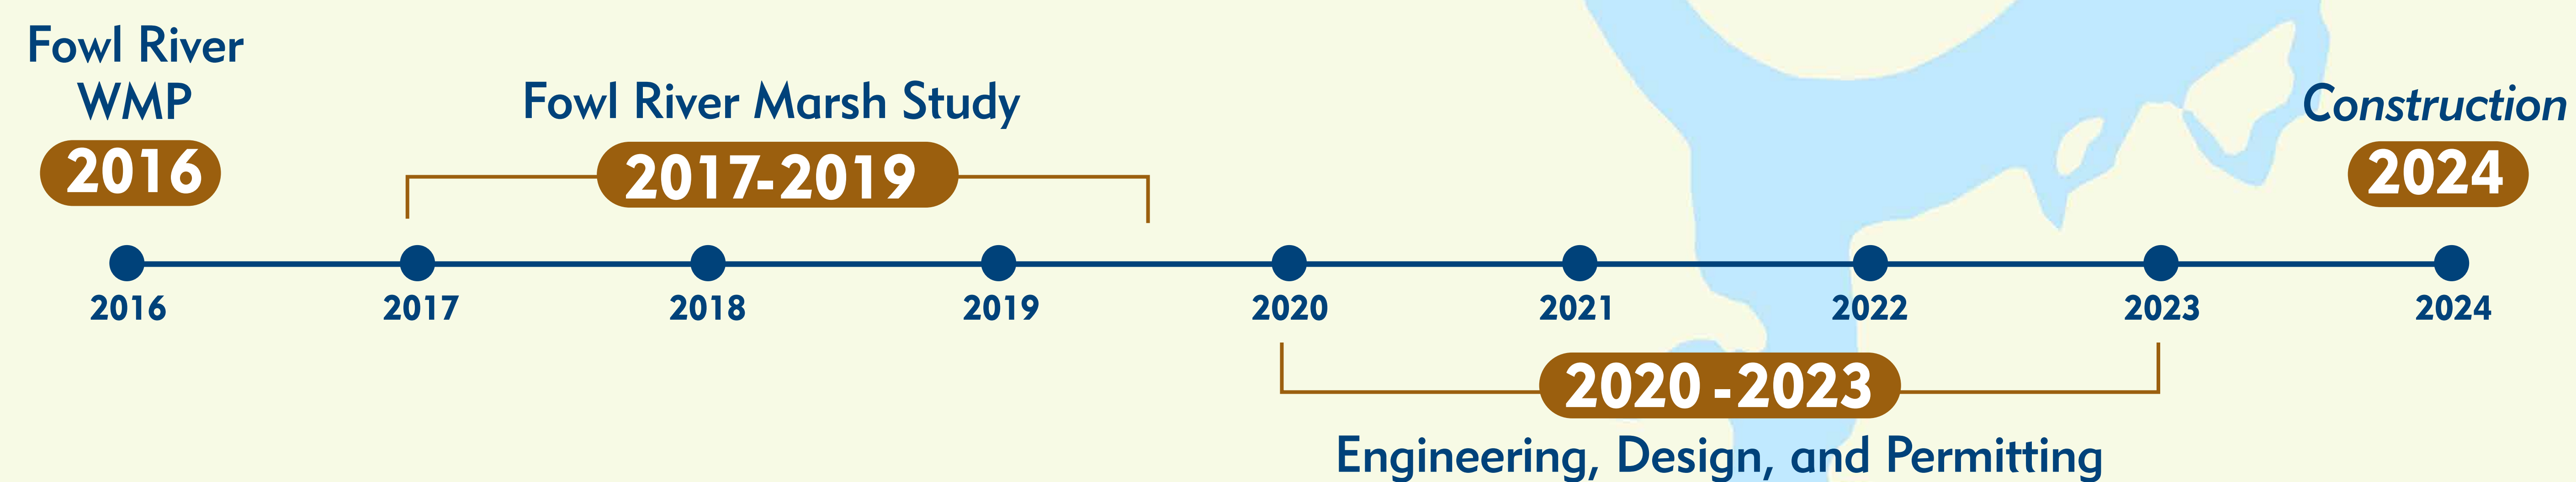 Fowl River
WMP
2016
Fowl River Marsh Study
2017-2019
Construction
2024
2016 2017 2018 2019 2020 2021 2022 2023 2024
2020 - 2023
Engineering, Design, and Permitting